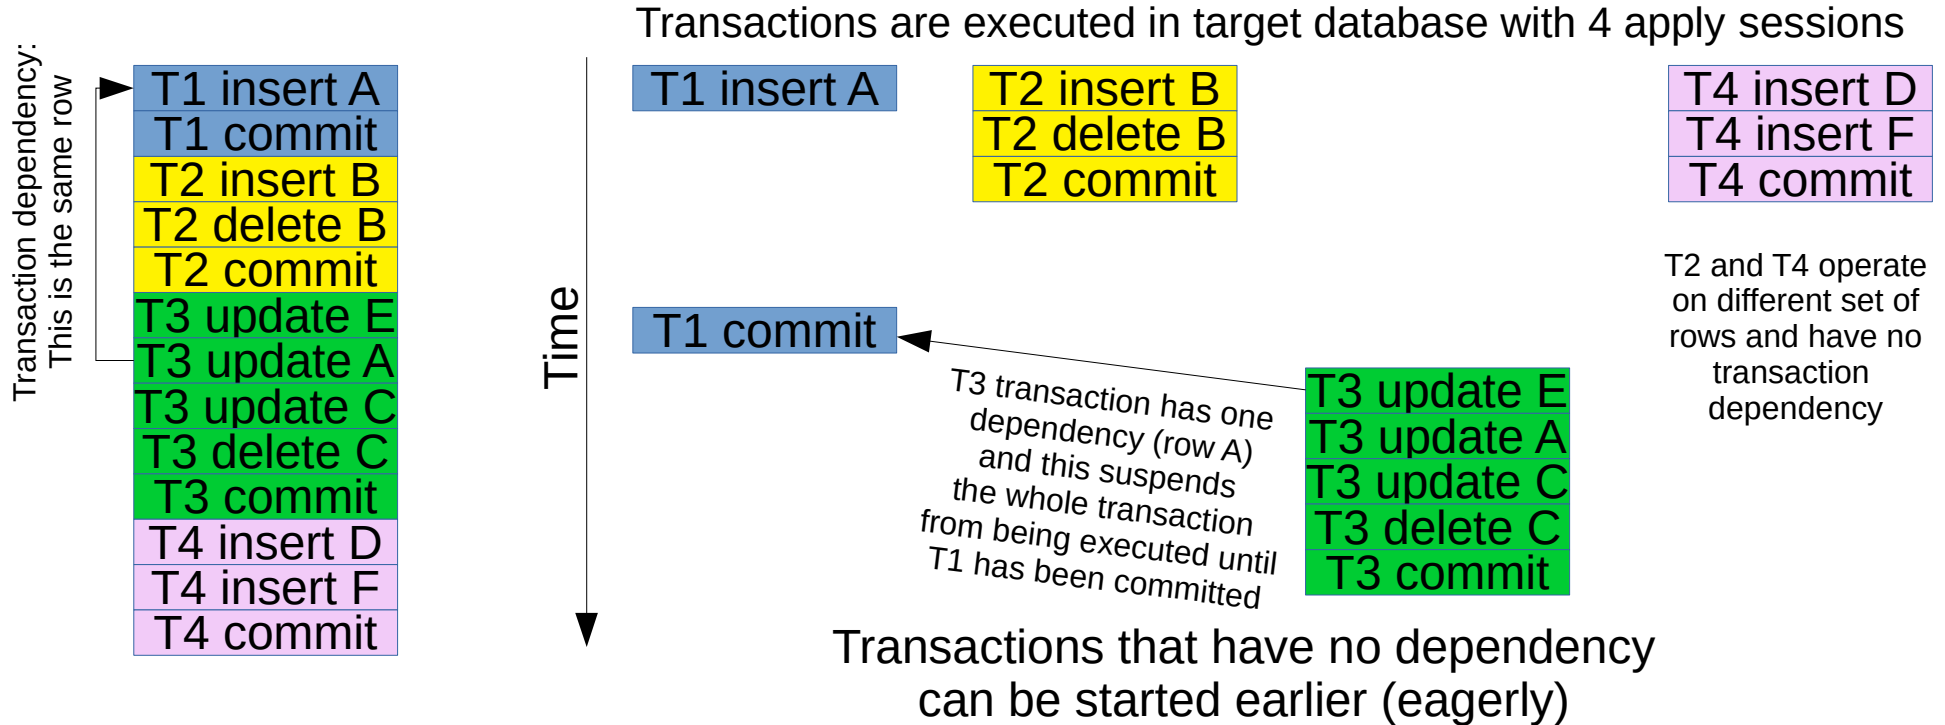 Transactions are executed in target database with 4 apply sessions
Transaction dependency:
This is the same row
T1 insert A
T1 commit
T2 insert B
T2 delete B
T2 commit
T3 update E
T3 update A
T3 update C
T3 delete C
T3 commit
T4 insert D
T4 insert F
T4 commit
Time
T1 insert A
T1 commit
T2 insert B
T2 delete B
T2 commit
T3 transaction has one
dependency (row A)
and this suspends
the whole transaction
from being executed until
T1 has been committed
T3 update E
T3 update A
T3 update C
T3 delete C
T3 commit
T4 insert D
T4 insert F
T4 commit
T2 and T4 operate
on different set of
rows and have no
transaction
dependency
Transactions that have no dependency
can be started earlier (eagerly)